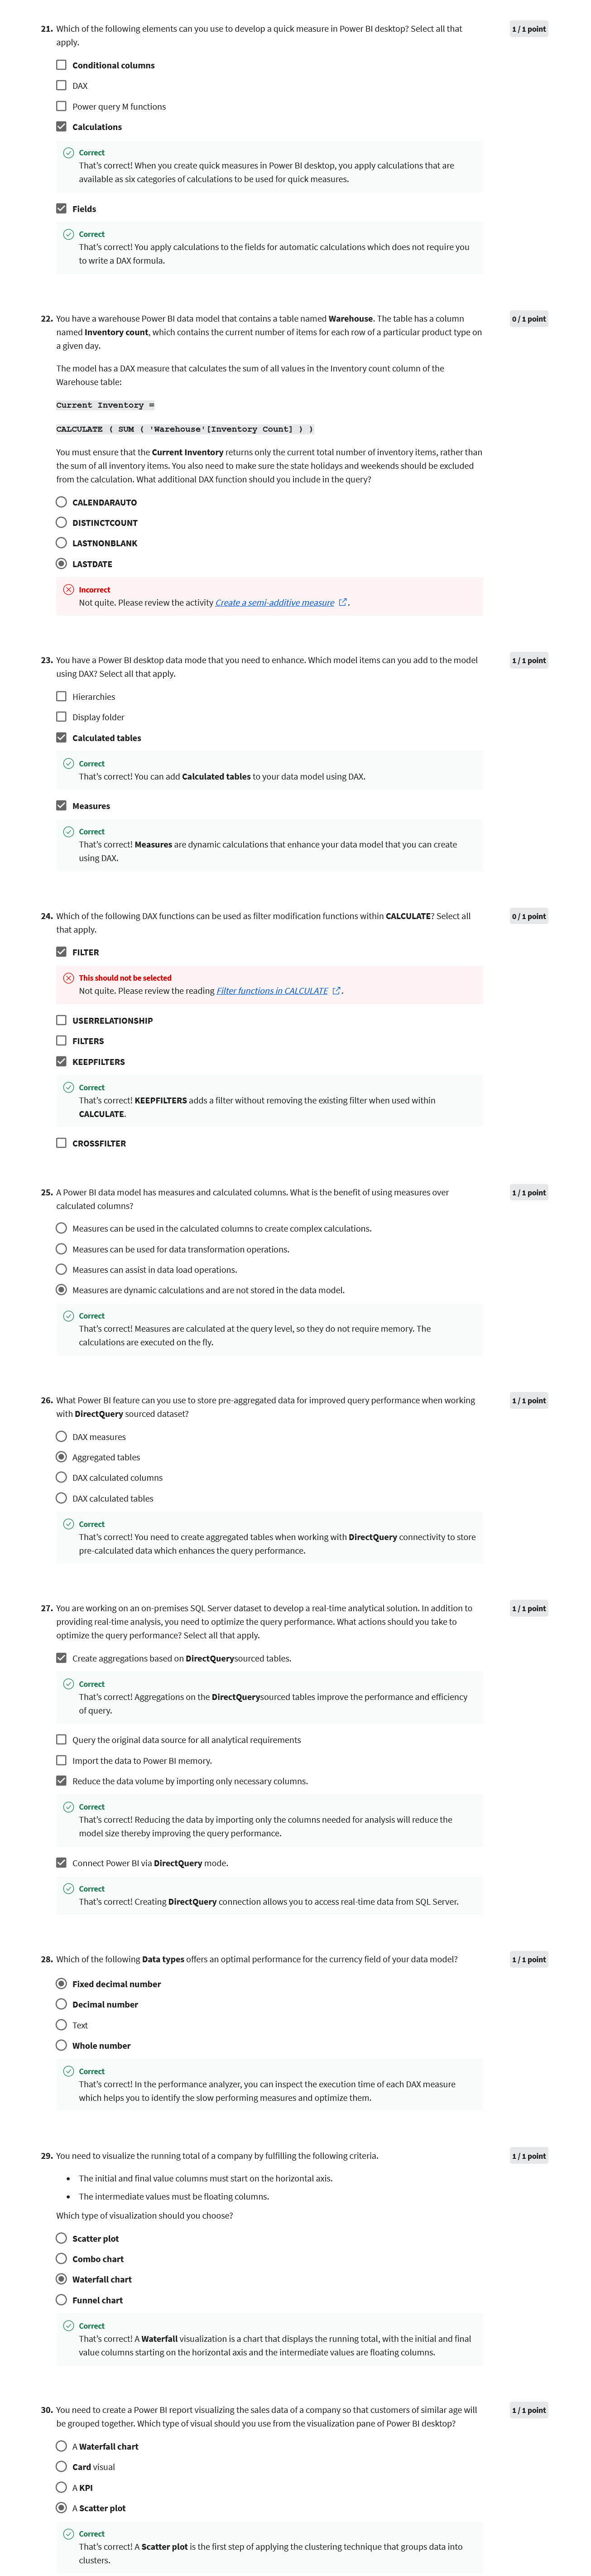 21. Which of the following elements can you use to develop a quick measure in Power BI desktop? Select all that
apply.
1 / 1 point
Conditional columns
DAX
Power query M functions
Calculations
Correct
That's correct! When you create quick measures in Power BI desktop, you apply calculations that are
available as six categories of calculations to be used for quick measures.
Fields
Correct
That's correct! You apply calculations to the fields for automatic calculations which does not require you
to write a DAX formula.
22. You have a warehouse Power BI data model that contains a table named Warehouse. The table has a column
named Inventory count, which contains the current number of items for each row of a particular product type on
a given day.
0 / 1 point
The model has a DAX measure that calculates the sum of all values in the Inventory count column of the
Warehouse table:
Current Inventory =
CALCULATE ( SUM ( 'Warehouse'[Inventory Count] ) )
You must ensure that the Current Inventory returns only the current total number of inventory items, rather than
the sum of all inventory items. You also need to make sure the state holidays and weekends should be excluded
from the calculation. What additional DAX function should you include in the query?
CALENDARAUTO
DISTINCTCOUNT
LASTNONBLANK
LASTDATE
Incorrect
Not quite. Please review the activity Create a semi-additive measure .
23. You have a Power BI desktop data mode that you need to enhance. Which model items can you add to the model
using DAX? Select all that apply.
1 / 1 point
Hierarchies
Display folder
Calculated tables
Correct
That's correct! You can add Calculated tables to your data model using DAX.
Measures
Correct
That's correct! Measures are dynamic calculations that enhance your data model that you can create
using DAX.
24. Which of the following DAX functions can be used as filter modification functions within CALCULATE? Select all
that apply.
0 / 1 point
FILTER
This should not be selected
Not quite. Please review the reading Filter functions in CALCULATE .
USERRELATIONSHIP
FILTERS
KEEPFILTERS
Correct
That's correct! KEEPFILTERS adds a filter without removing the existing filter when used within
CALCULATE.
CROSSFILTER
25. A Power BI data model has measures and calculated columns. What is the benefit of using measures over
calculated columns?
1 / 1 point
Measures can be used in the calculated columns to create complex calculations.
Measures can be used for data transformation operations.
Measures can assist in data load operations.
Measures are dynamic calculations and are not stored in the data model.
Correct
That's correct! Measures are calculated at the query level, so they do not require memory. The
calculations are executed on the fly.
26. What Power BI feature can you use to store pre-aggregated data for improved query performance when working
with DirectQuery sourced dataset?
1 / 1 point
DAX measures
Aggregated tables
DAX calculated columns
DAX calculated tables
Correct
That's correct! You need to create aggregated tables when working with DirectQuery connectivity to store
pre-calculated data which enhances the query performance.
27. You are working on an on-premises SQL Server dataset to develop a real-time analytical solution. In addition to
providing real-time analysis, you need to optimize the query performance. What actions should you take to
optimize the query performance? Select all that apply.
1 / 1 point
Create aggregations based on DirectQuerysourced tables.
Correct
That's correct! Aggregations on the DirectQuerysourced tables improve the performance and efficiency
of query.
Query the original data source for all analytical requirements
Import the data to Power BI memory.
Reduce the data volume by importing only necessary columns.
Correct
That's correct! Reducing the data by importing only the columns needed for analysis will reduce the
model size thereby improving the query performance.
Connect Power BI via DirectQuery mode.
Correct
That's correct! Creating DirectQuery connection allows you to access real-time data from SQL Server.
28. Which of the following Data types offers an optimal performance for the currency field of your data model?
1 / 1 point
Fixed decimal number
Decimal number
Text
Whole number
Correct
That's correct! In the performance analyzer, you can inspect the execution time of each DAX measure
which helps you to identify the slow performing measures and optimize them.
29. You need to visualize the running total of a company by fulfilling the following criteria.
1 / 1 point
• The initial and final value columns must start on the horizontal axis.
• The intermediate values must be floating columns.
Which type of visualization should you choose?
Scatter plot
Combo chart
Waterfall chart
Funnel chart
Correct
That's correct! A Waterfall visualization is a chart that displays the running total, with the initial and final
value columns starting on the horizontal axis and the intermediate values are floating columns.
30. You need to create a Power BI report visualizing the sales data of a company so that customers of similar age will
be grouped together. Which type of visual should you use from the visualization pane of Power BI desktop?
1 / 1 point
A Waterfall chart
Card visual
A KPI
A Scatter plot
Correct
That's correct! A Scatter plot is the first step of applying the clustering technique that groups data into
clusters.